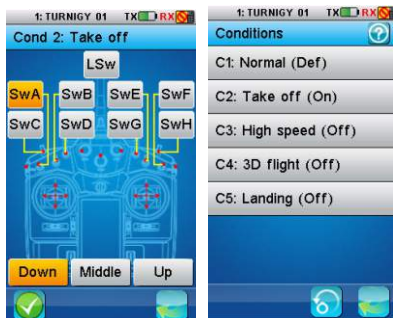 1: TURNIGY 01 TX RX
Cond 2: Take off
LSw
SwA SwB SwE SwF
SwC SwD SwG SwH
Down Middle Up
1: TURNIGY 01 TX RX
Conditions ?
C1: Normal (Def)
C2: Take off (On)
C3: High speed (Off)
C4: 3D flight (Off)
C5: Landing (Off)